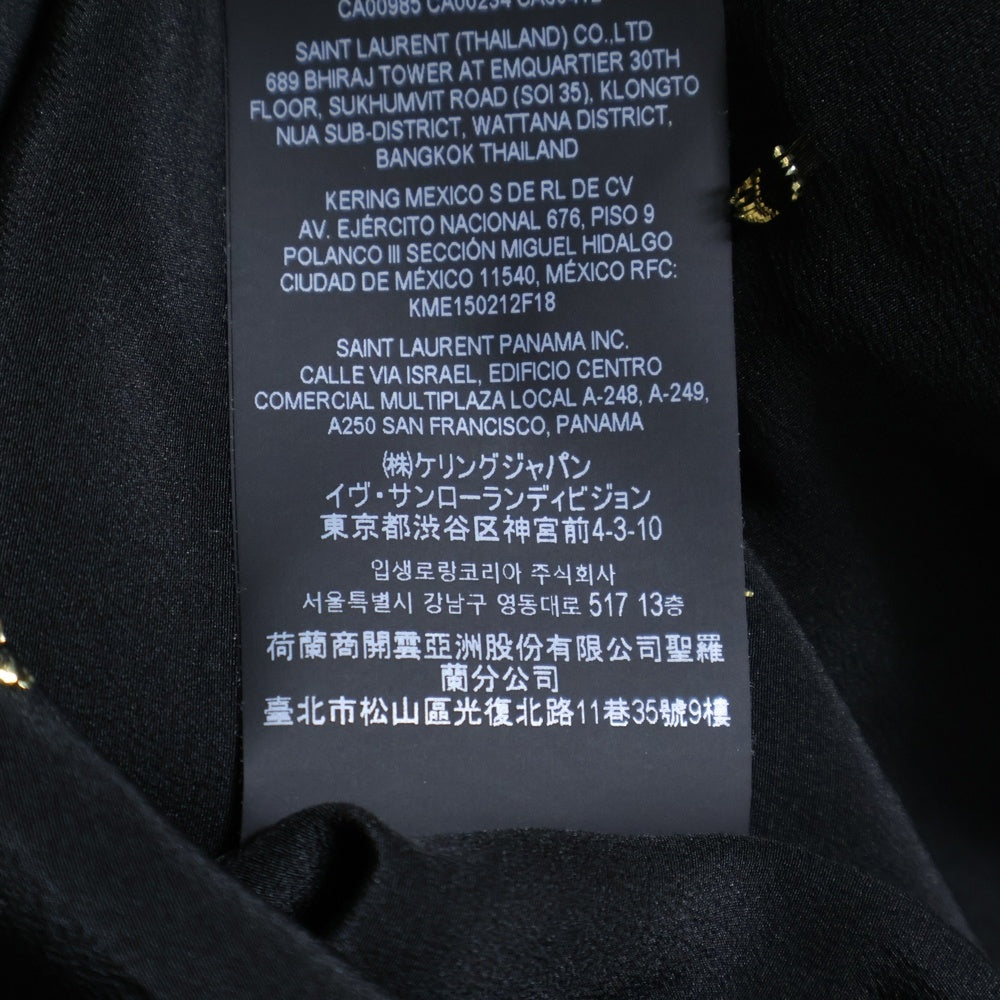 CA00985 CA00234
SAINT LAURENT (THAILAND) CO.,LTD
689 BHIRAJ TOWER AT EMQUARTIER 30TH
FLOOR, SUKHUMVIT ROAD (SOI 35), KLONGTO
NUA SUB-DISTRICT, WATTANA DISTRICT,
BANGKOK THAILAND
KERING MEXICO S DE RL DE CV
AV. EJÉRCITO NACIONAL 676, PISO 9
POLANCO III SECCIÓN MIGUEL HIDALGO
CIUDAD DE MÉXICO 11540, MÉXICO RFC:
KME150212F18
SAINT LAURENT PANAMA INC.
CALLE VIA ISRAEL, EDIFICIO CENTRO
COMERCIAL MULTIPLAZA LOCAL A-248, A-249,
A250 SAN FRANCISCO, PANAMA
㈱ケリングジャパン
イヴ・サンローランディビジョン
東京都渋谷区神宮前4-3-10
입생로랑코리아 주식회사
서울특별시 강남구 영동대로 517 13층
荷蘭商開雲亞洲股份有限公司聖羅
蘭分公司
臺北市松山區光復北路11巷35號9樓